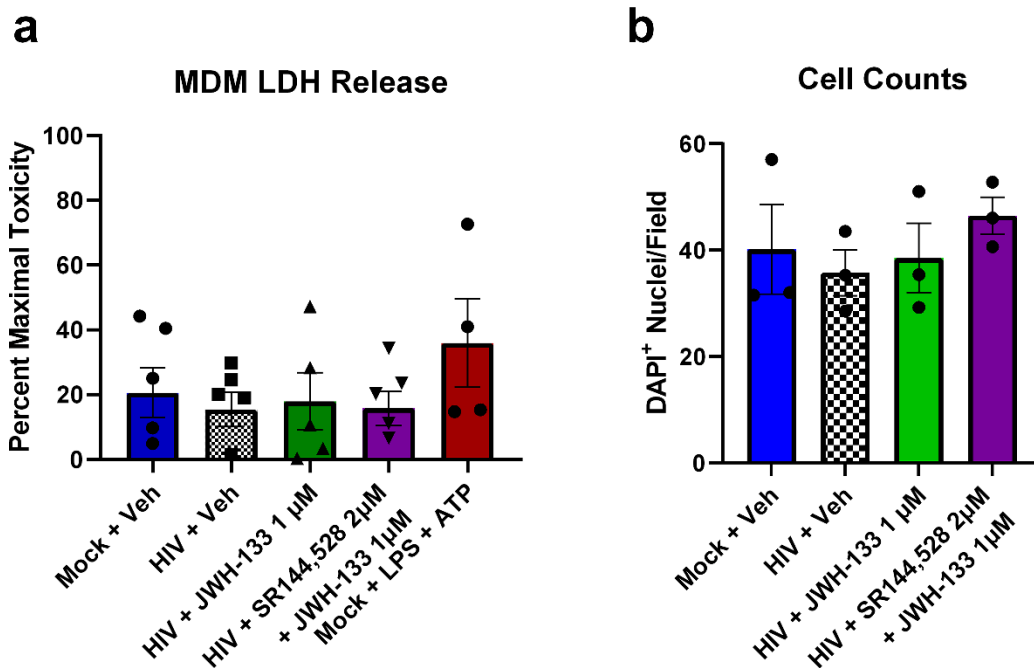 a
MDM LDH Release
Percent Maximal Toxicity
100
80
60
40
20
0
Mock + Veh
HIV + Veh
HIV + JWH-133 1 µM
HIV + SR144,528 2µM
+ JWH-133 1µM
Mock + LPS + ATP
b
Cell Counts
DAPI⁺ Nuclei/Field
60
40
20
0
Mock + Veh
HIV + Veh
HIV + JWH-133 1 µM
HIV + SR144,528 2µM
+ JWH-133 1µM